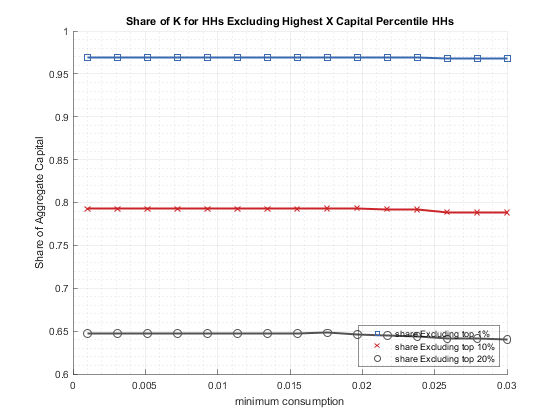 Share of K for HHs Excluding Highest X Capital Percentile HHs
Share of Aggregate Capital
1
0.95
0.9
0.85
0.8
0.75
0.7
0.65
0.6
share Excluding top 1%
share Excluding top 10%
share Excluding top 20%
0 0.005 0.01 0.015 0.02 0.025 0.03
minimum consumption